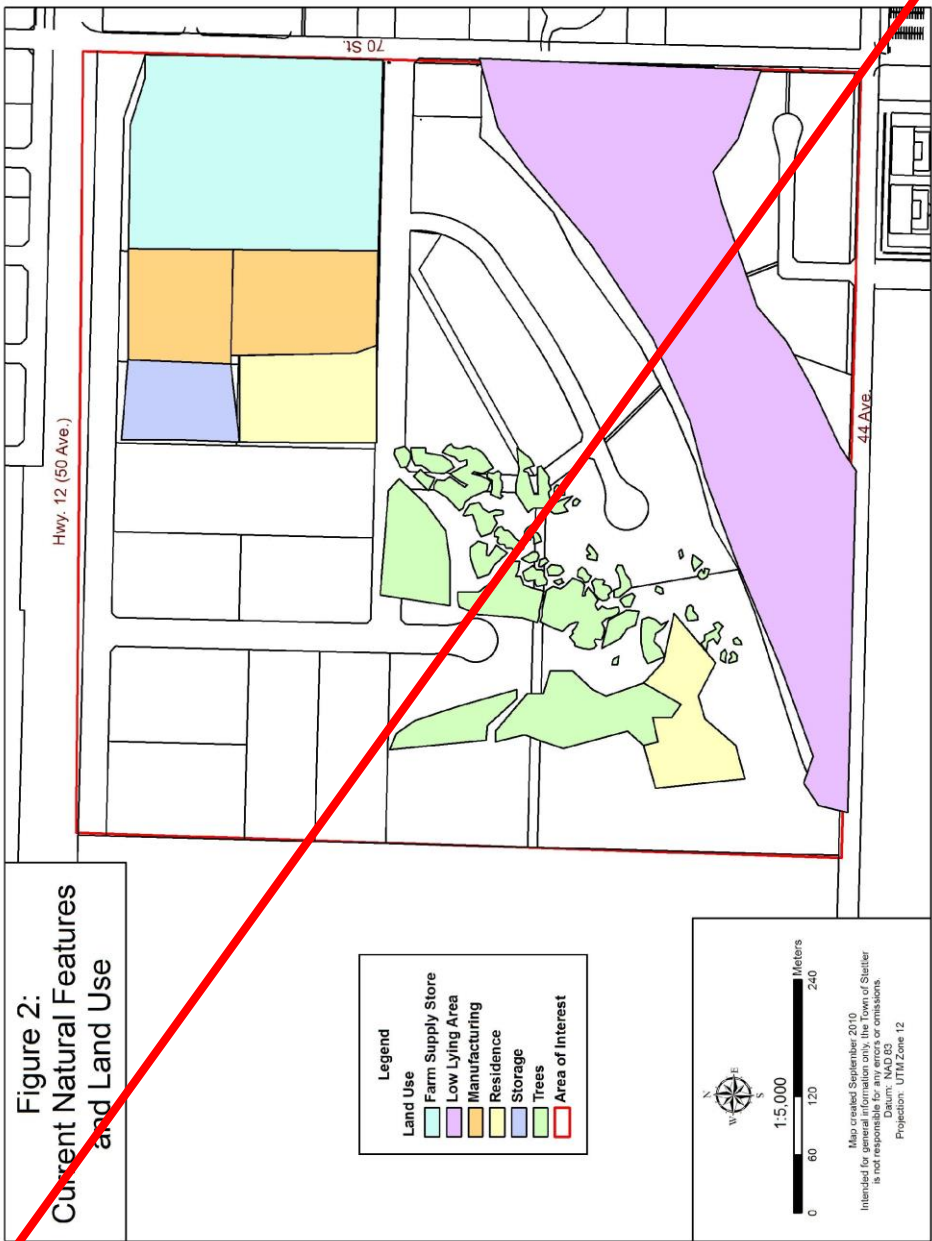 Figure 2:
Current Natural Features
and Land Use
Hwy. 12 (50 Ave.)
70 St.
44 Ave.
Legend
Land Use
Farm Supply Store
Low Lying Area
Manufacturing
Residence
Storage
Trees
Area of Interest
N
W
E
S
1:5,000
0 60 120 240
Meters
Map created September 2010
Intended for general information only, the Town of Stettler
is not responsible for any errors or omissions.
Datum: NAD 83
Projection: UTM Zone 12